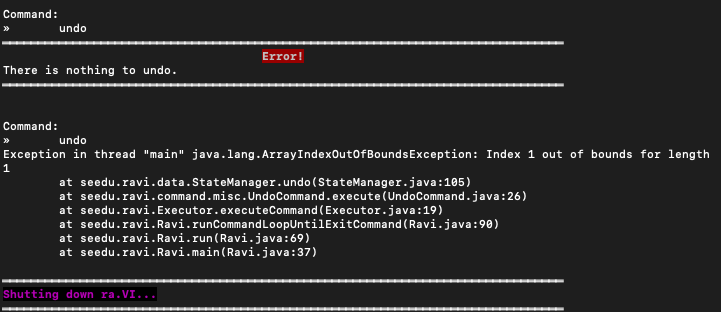 Command:
»       undo
Error!
There is nothing to undo.
Command:
»       undo
Exception in thread "main" java.lang.ArrayIndexOutOfBoundsException: Index 1 out of bounds for length
1
        at seedu.ravi.data.StateManager.undo(StateManager.java:105)
        at seedu.ravi.command.misc.UndoCommand.execute(UndoCommand.java:26)
        at seedu.ravi.Executor.executeCommand(Executor.java:19)
        at seedu.ravi.Ravi.runCommandLoopUntilExitCommand(Ravi.java:90)
        at seedu.ravi.Ravi.run(Ravi.java:69)
        at seedu.ravi.Ravi.main(Ravi.java:37)
Shutting down ra.VI...